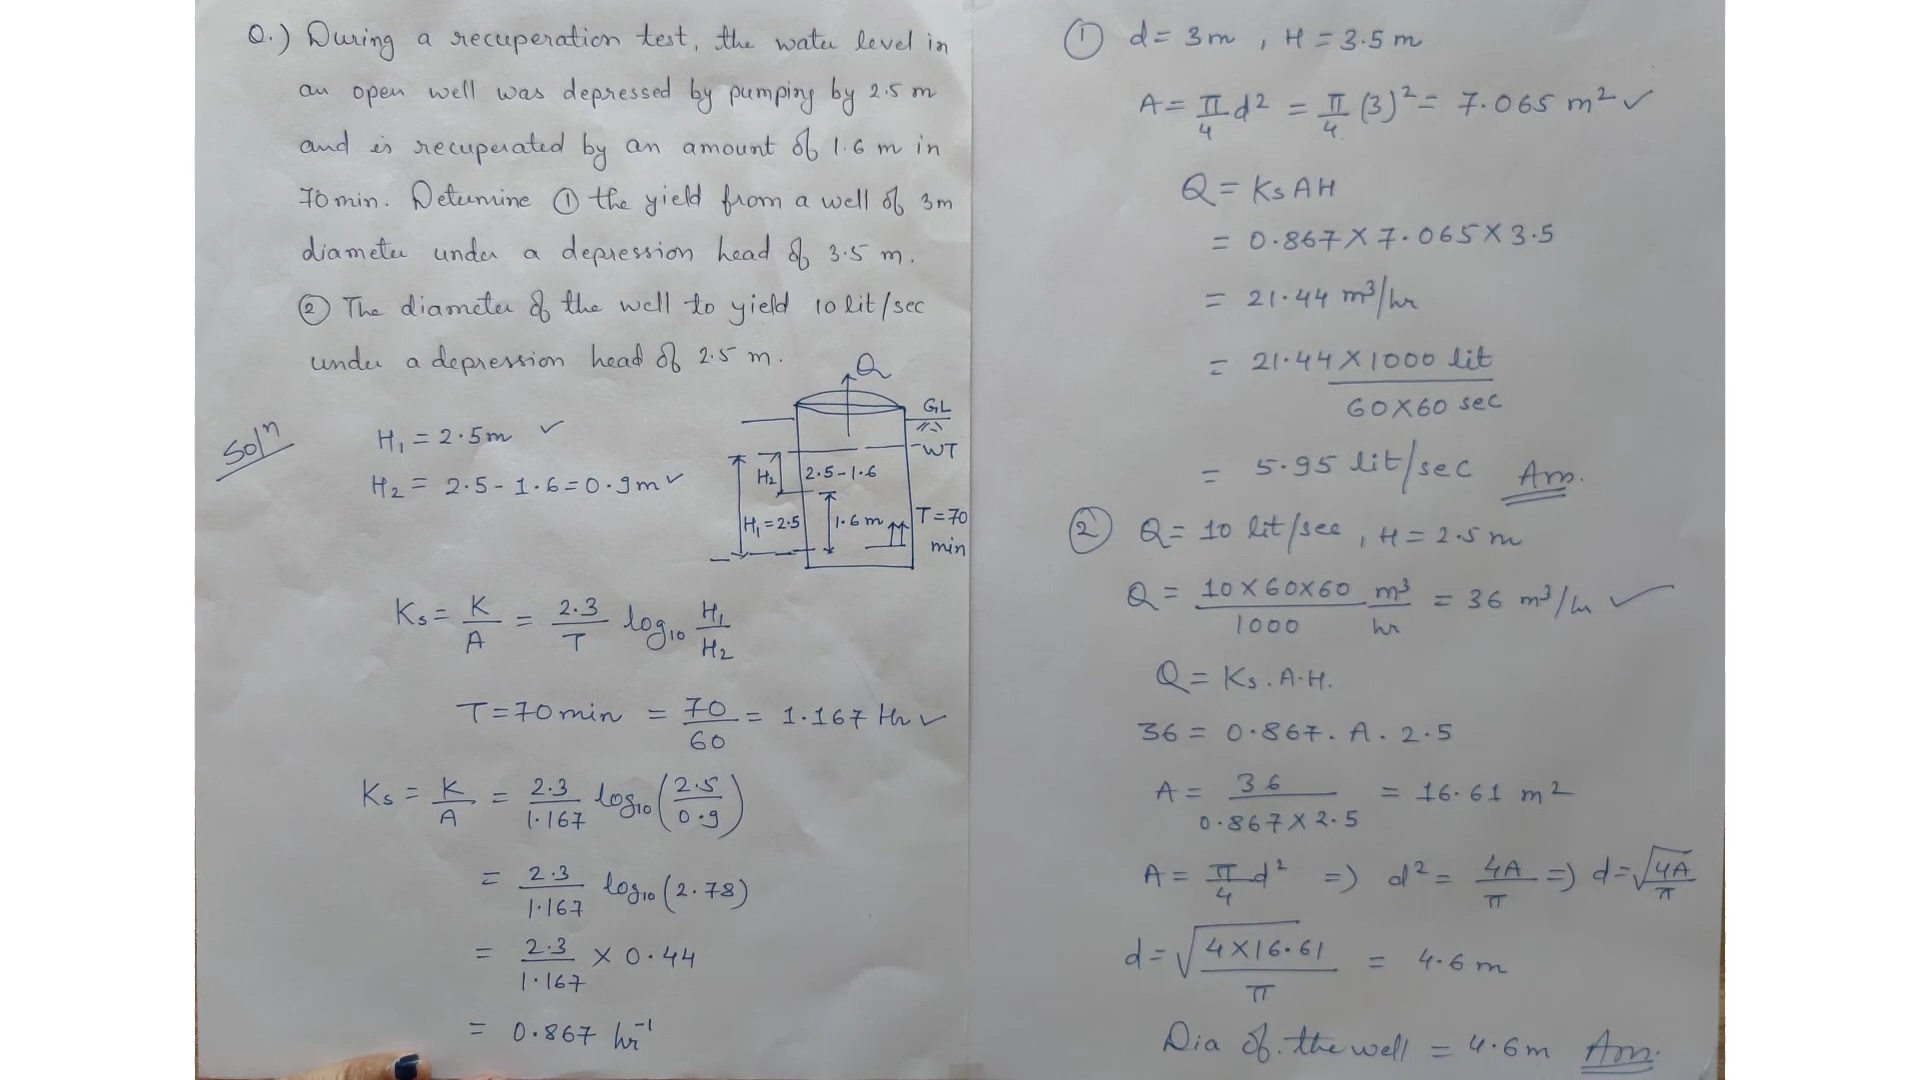 Q.) During a recuperation test, the water level in
an open well was depressed by pumping by 2.5 m
and is recuperated by an amount of 1.6 m in
70min. Determine ① the yield from a well of 3m
diameter under a depression head of 3.5 m.
② The diameter of the well to yield 10 lit/sec
under a depression head of 2.5 m.
Solⁿ
H₁ = 2.5m ✓
H₂ = 2.5 - 1.6 = 0.9m ✓
Q
GL
WT
H₂
2.5-1.6
H₁=2.5
1.6m
T=70
min
Ks = K/A = 2.3/T log₁₀ H₁/H₂
T=70min = 70/60 = 1.167 Hr ✓
Ks = K/A = 2.3/1.167 log₁₀ (2.5/0.9)
= 2.3/1.167 log₁₀ (2.78)
= 2.3/1.167 × 0.44
= 0.867 hr⁻¹
① d = 3m , H = 3.5 m
A = π/4 d² = π/4 (3)² = 7.065 m² ✓
Q = Ks AH
= 0.867 × 7.065 × 3.5
= 21.44 m³/hr
= 21.44 × 1000 lit / 60×60 sec
= 5.95 lit/sec Ans.
② Q = 10 lit/sec , H = 2.5 m
Q = 10×60×60/1000 m³/hr = 36 m³/hr ✓
Q = Ks.A.H.
36 = 0.867. A. 2.5
A = 36/0.867×2.5 = 16.61 m²
A = π/4 d² => d² = 4A/π => d=√4A/π
d = √4×16.61/π = 4.6 m
Dia of. the well = 4.6m Ans.